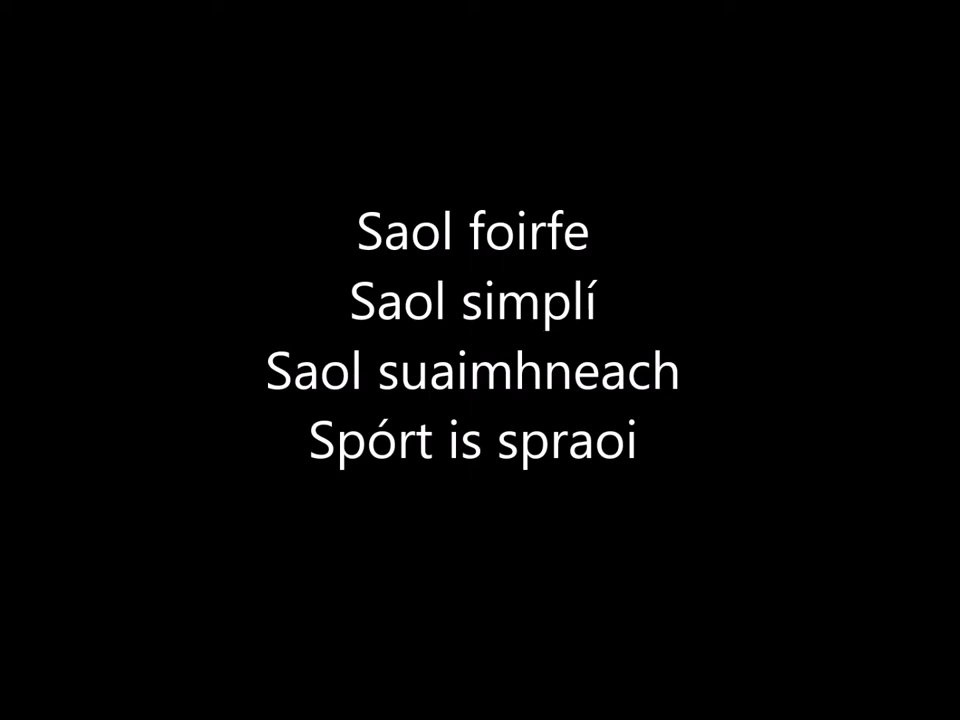 Saol foirfe
Saol simplí
Saol suaimhneach
Spórt is spraoi